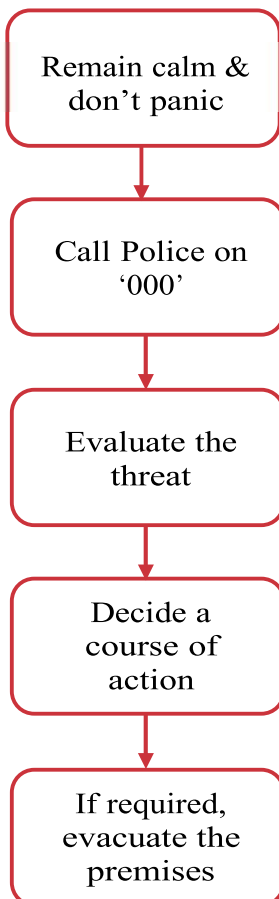 Remain calm &
don’t panic
Call Police on
‘000’
Evaluate the
threat
Decide a
course of
action
If required,
evacuate the
premises